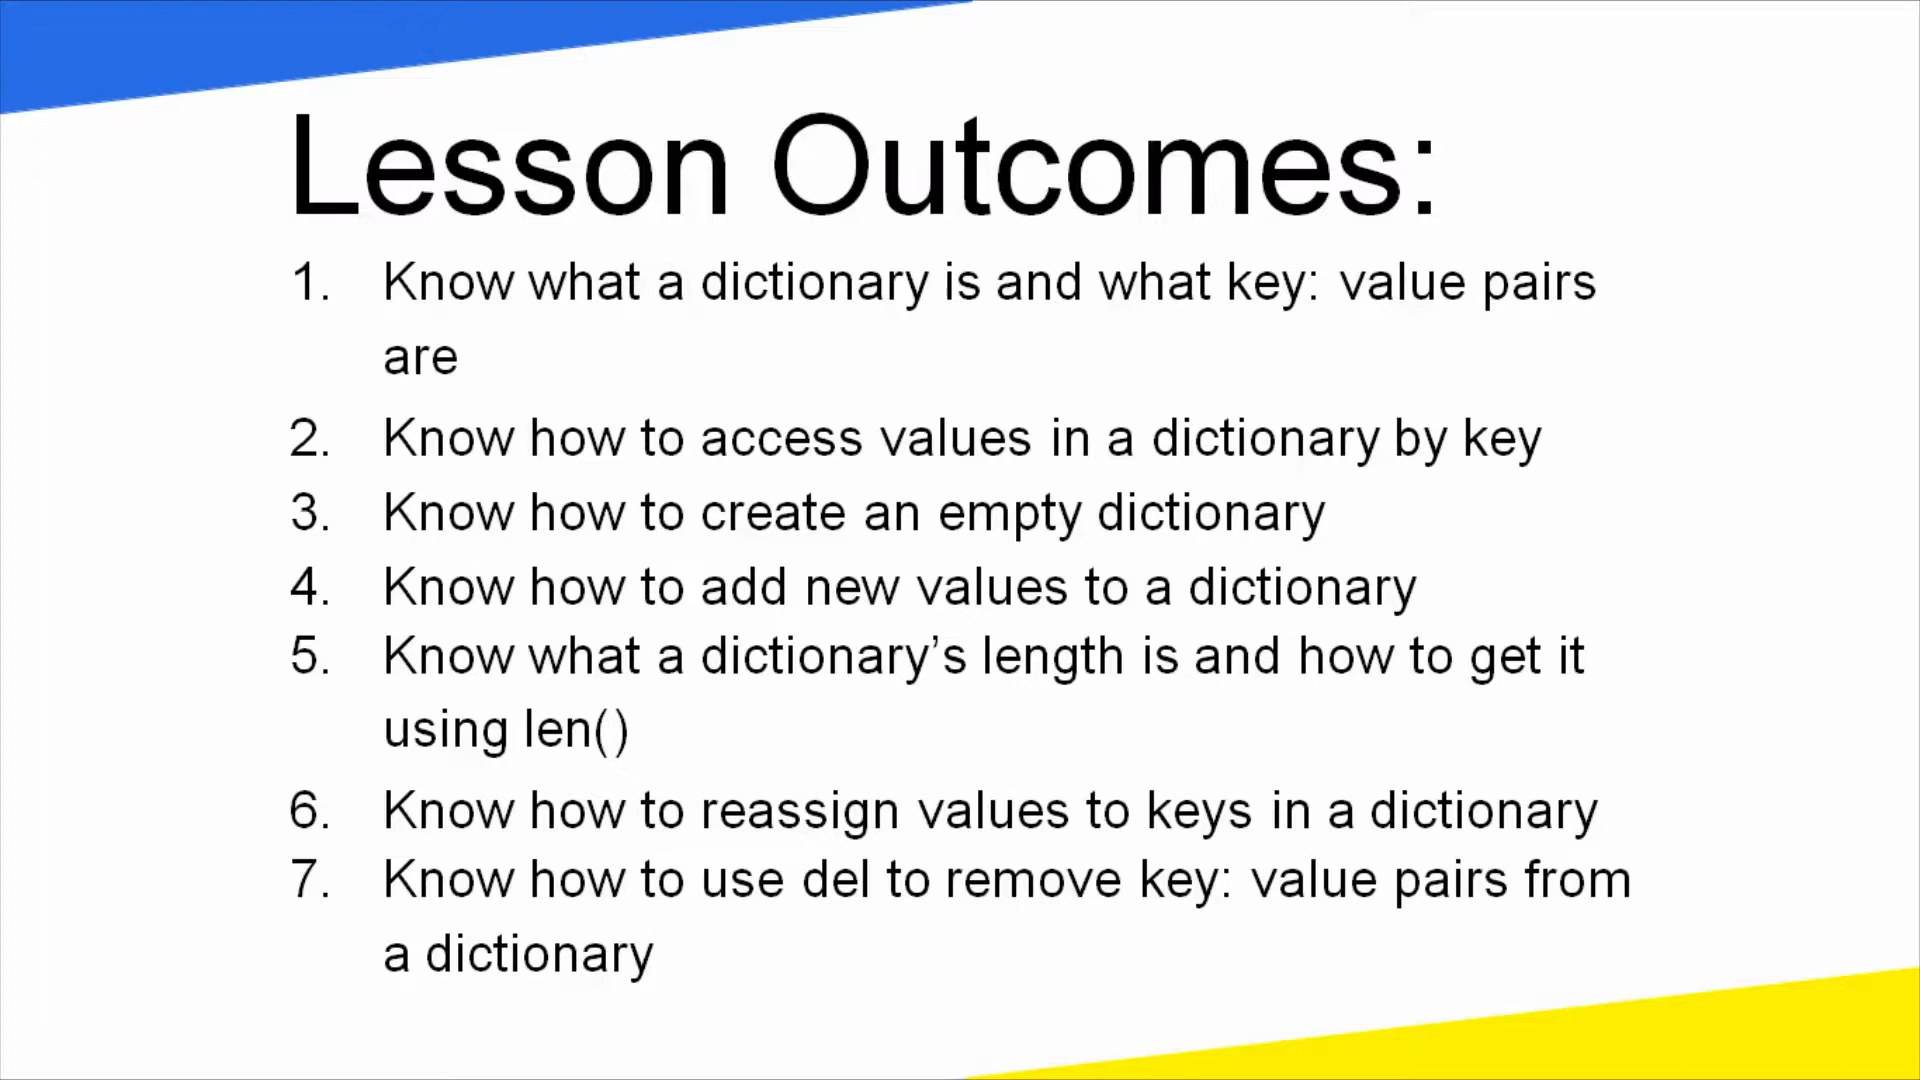 Lesson Outcomes:
1. Know what a dictionary is and what key: value pairs
are
2. Know how to access values in a dictionary by key
3. Know how to create an empty dictionary
4. Know how to add new values to a dictionary
5. Know what a dictionary’s length is and how to get it
using len()
6. Know how to reassign values to keys in a dictionary
7. Know how to use del to remove key: value pairs from
a dictionary